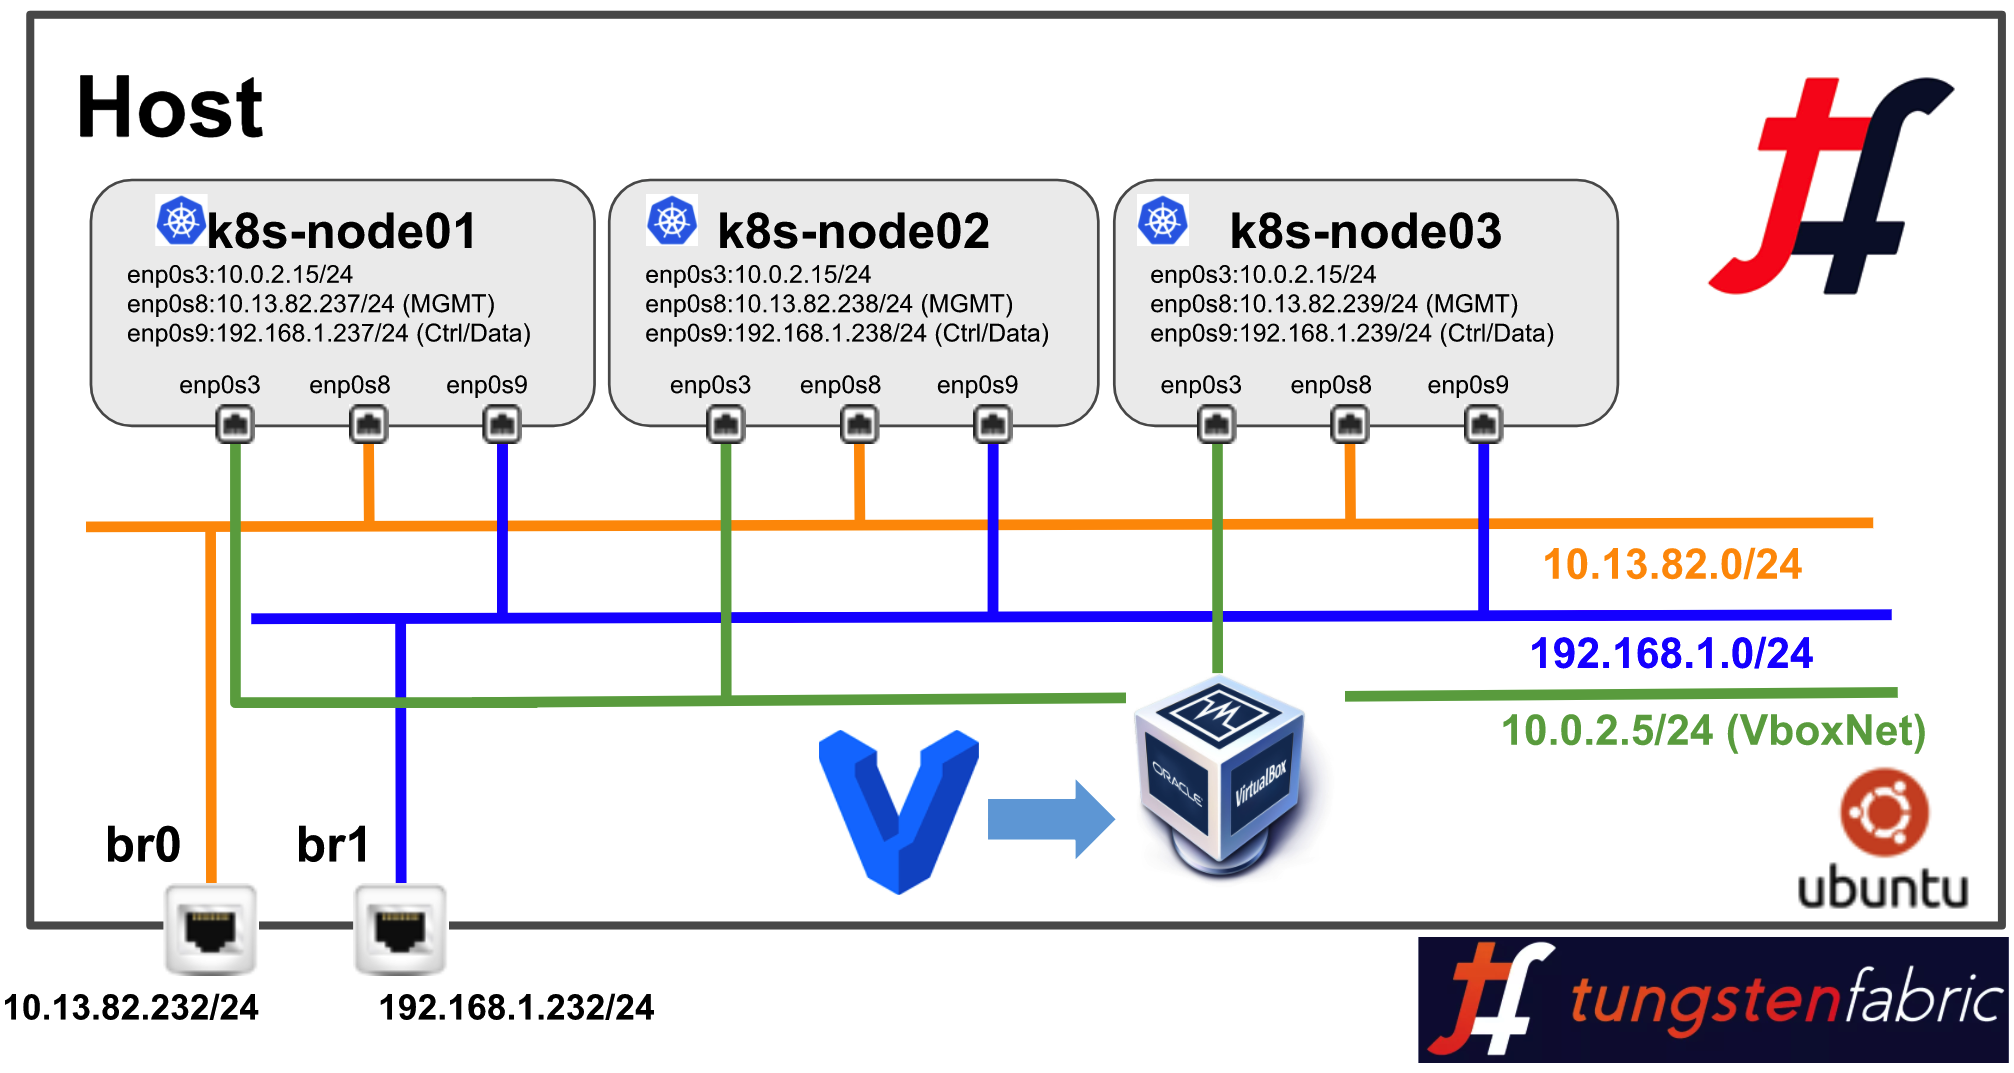 Host
k8s-node01
enp0s3:10.0.2.15/24
enp0s8:10.13.82.237/24 (MGMT)
enp0s9:192.168.1.237/24 (Ctrl/Data)
enp0s3 enp0s8 enp0s9
k8s-node02
enp0s3:10.0.2.15/24
enp0s8:10.13.82.238/24 (MGMT)
enp0s9:192.168.1.238/24 (Ctrl/Data)
enp0s3 enp0s8 enp0s9
k8s-node03
enp0s3:10.0.2.15/24
enp0s8:10.13.82.239/24 (MGMT)
enp0s9:192.168.1.239/24 (Ctrl/Data)
enp0s3 enp0s8 enp0s9
10.13.82.0/24
192.168.1.0/24
10.0.2.5/24 (VboxNet)
ORACLE
VirtualBox
br0
br1
ubuntu
10.13.82.232/24
192.168.1.232/24
tungstenfabric